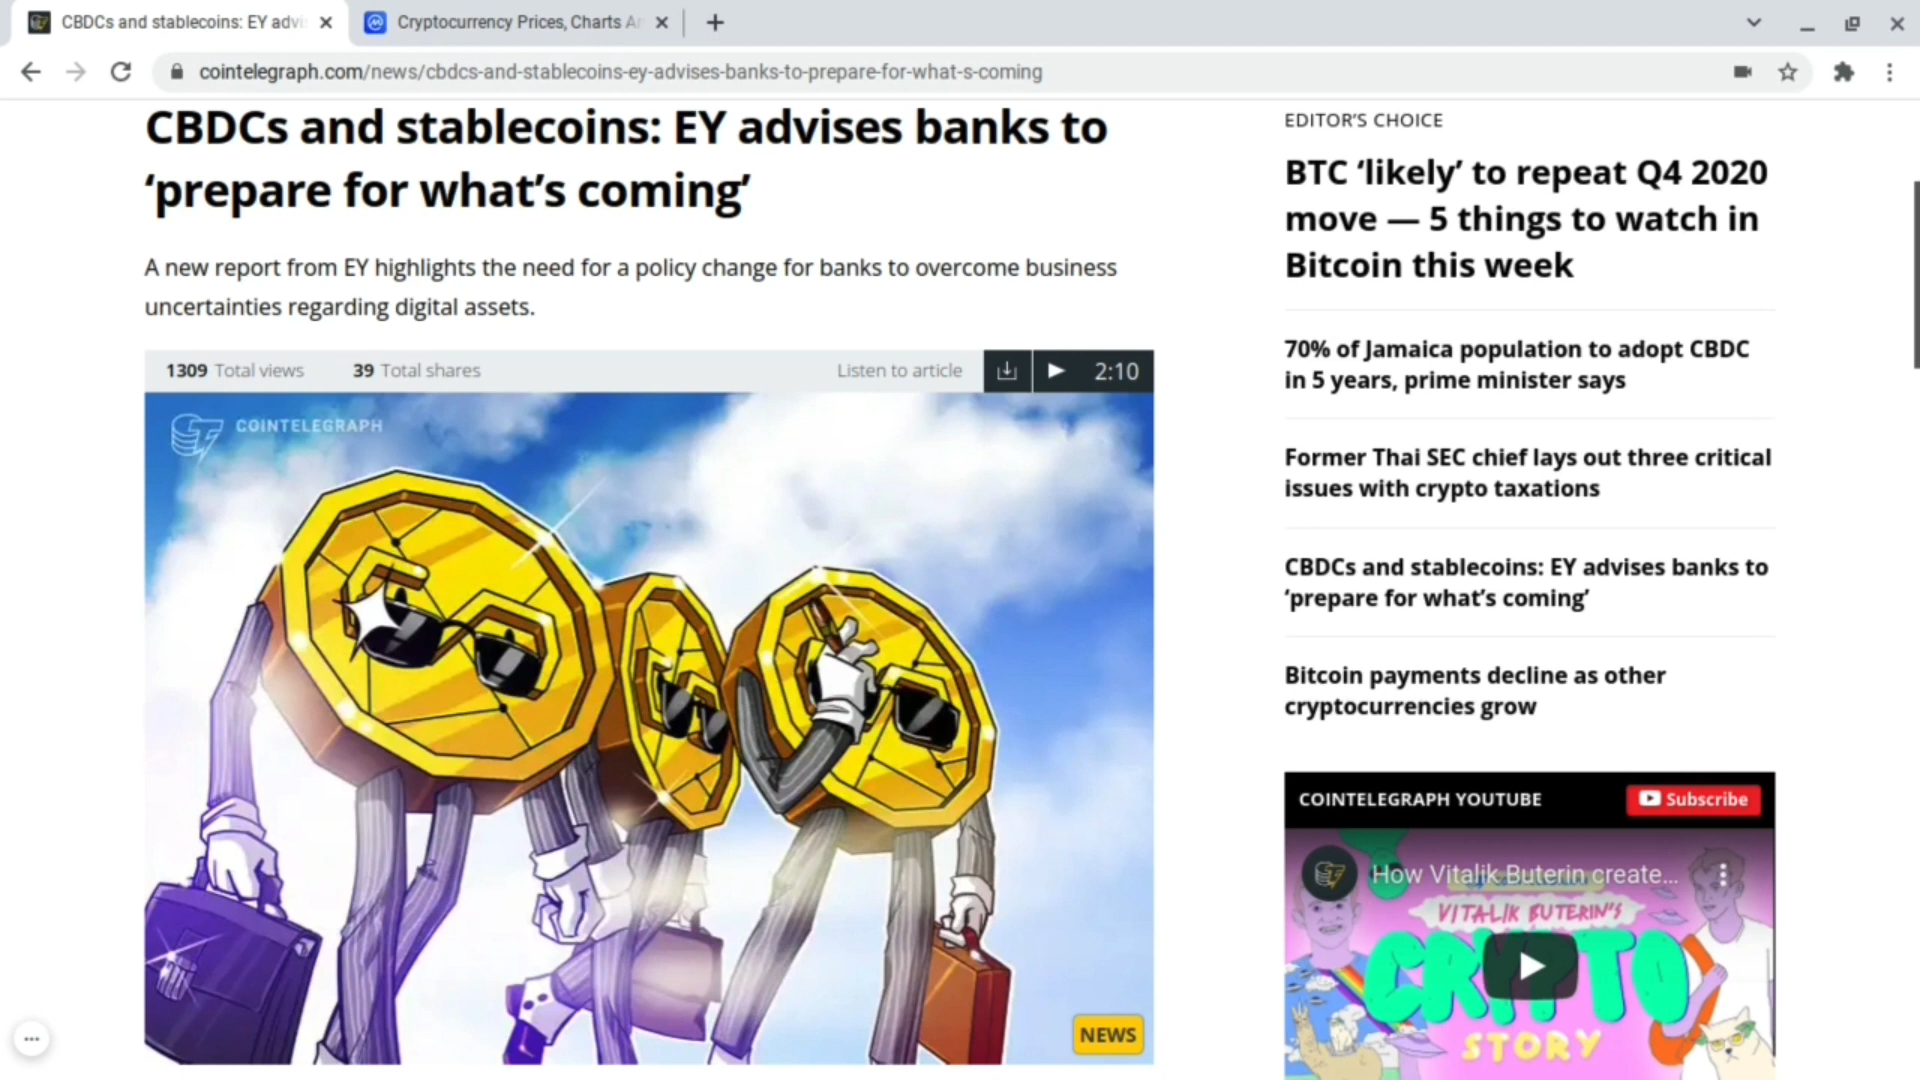 CBDCs and stablecoins: EY advi
Cryptocurrency Prices, Charts A
cointelegraph.com/news/cbdcs-and-stablecoins-ey-advises-banks-to-prepare-for-what-s-coming
CBDCs and stablecoins: EY advises banks to
‘prepare for what’s coming’
A new report from EY highlights the need for a policy change for banks to overcome business
uncertainties regarding digital assets.
1309 Total views 39 Total shares Listen to article 2:10
COINTELEGRAPH
NEWS
EDITOR’S CHOICE
BTC ‘likely’ to repeat Q4 2020
move — 5 things to watch in
Bitcoin this week
70% of Jamaica population to adopt CBDC
in 5 years, prime minister says
Former Thai SEC chief lays out three critical
issues with crypto taxations
CBDCs and stablecoins: EY advises banks to
‘prepare for what’s coming’
Bitcoin payments decline as other
cryptocurrencies grow
COINTELEGRAPH YOUTUBE Subscribe
How Vitalik Buterin create...
VITALIK BUTERIN'S
CRYPTO
STORY